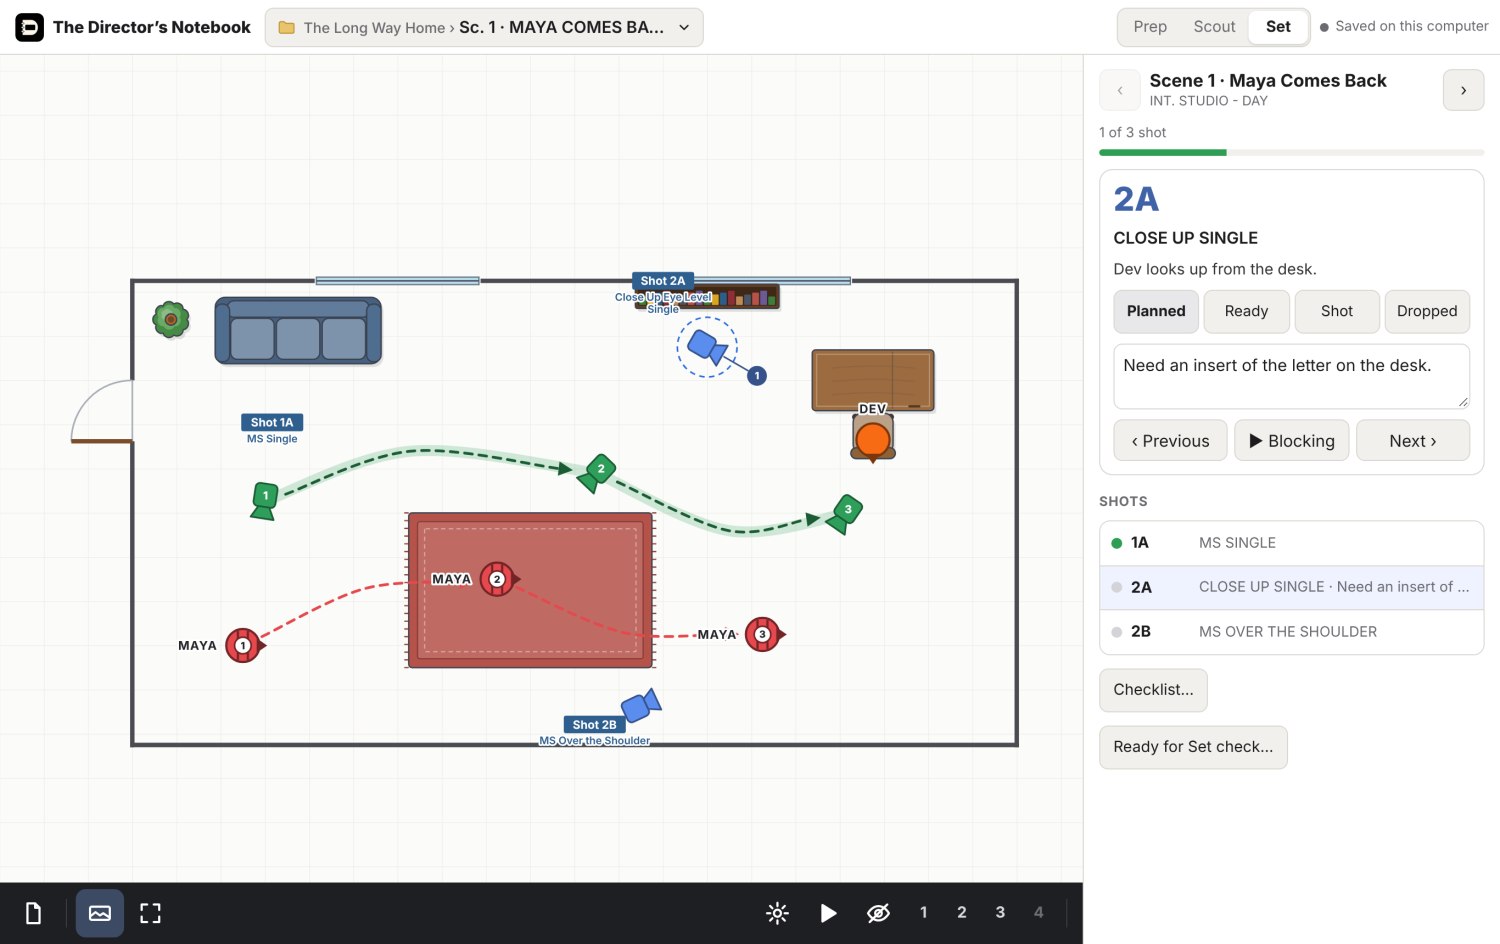 The Director's Notebook
The Long Way Home › Sc. 1 · MAYA COMES BA...
Prep
Scout
Set
Saved on this computer
Scene 1 · Maya Comes Back
INT. STUDIO - DAY
1 of 3 shot
2A
CLOSE UP SINGLE
Dev looks up from the desk.
Planned
Ready
Shot
Dropped
Need an insert of the letter on the desk.
‹ Previous
Blocking
Next ›
SHOTS
1A MS SINGLE
2A CLOSE UP SINGLE · Need an insert of ...
2B MS OVER THE SHOULDER
Checklist...
Ready for Set check...
Shot 2A
Close Up Eye Level
Single
1
DEV
Shot 1A
MS Single
1
2
3
MAYA
2
MAYA
1
MAYA
3
Shot 2B
MS Over the Shoulder
1
2
3
4